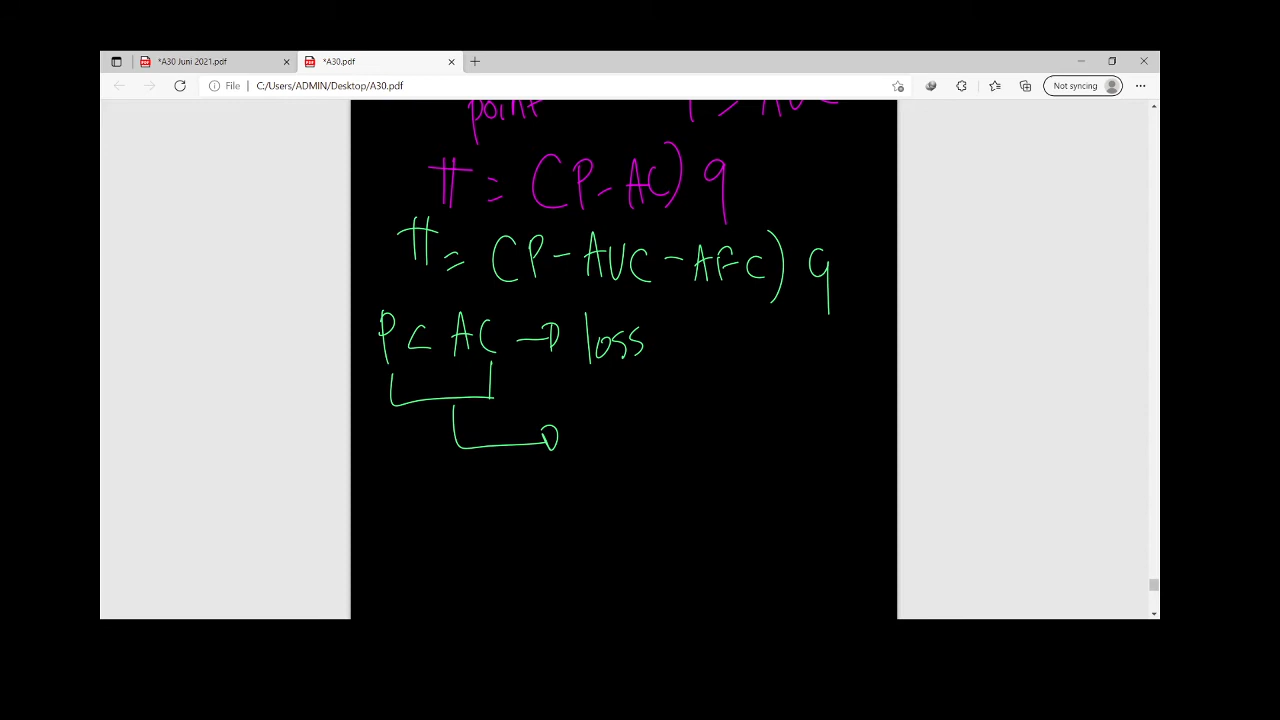 *A30 Juni 2021.pdf
*A30.pdf
File
C:/Users/ADMIN/Desktop/A30.pdf
Not syncing
point P > AVC
π = (P - AC) q
π = (P - AVC - AFC) q
P < AC → loss